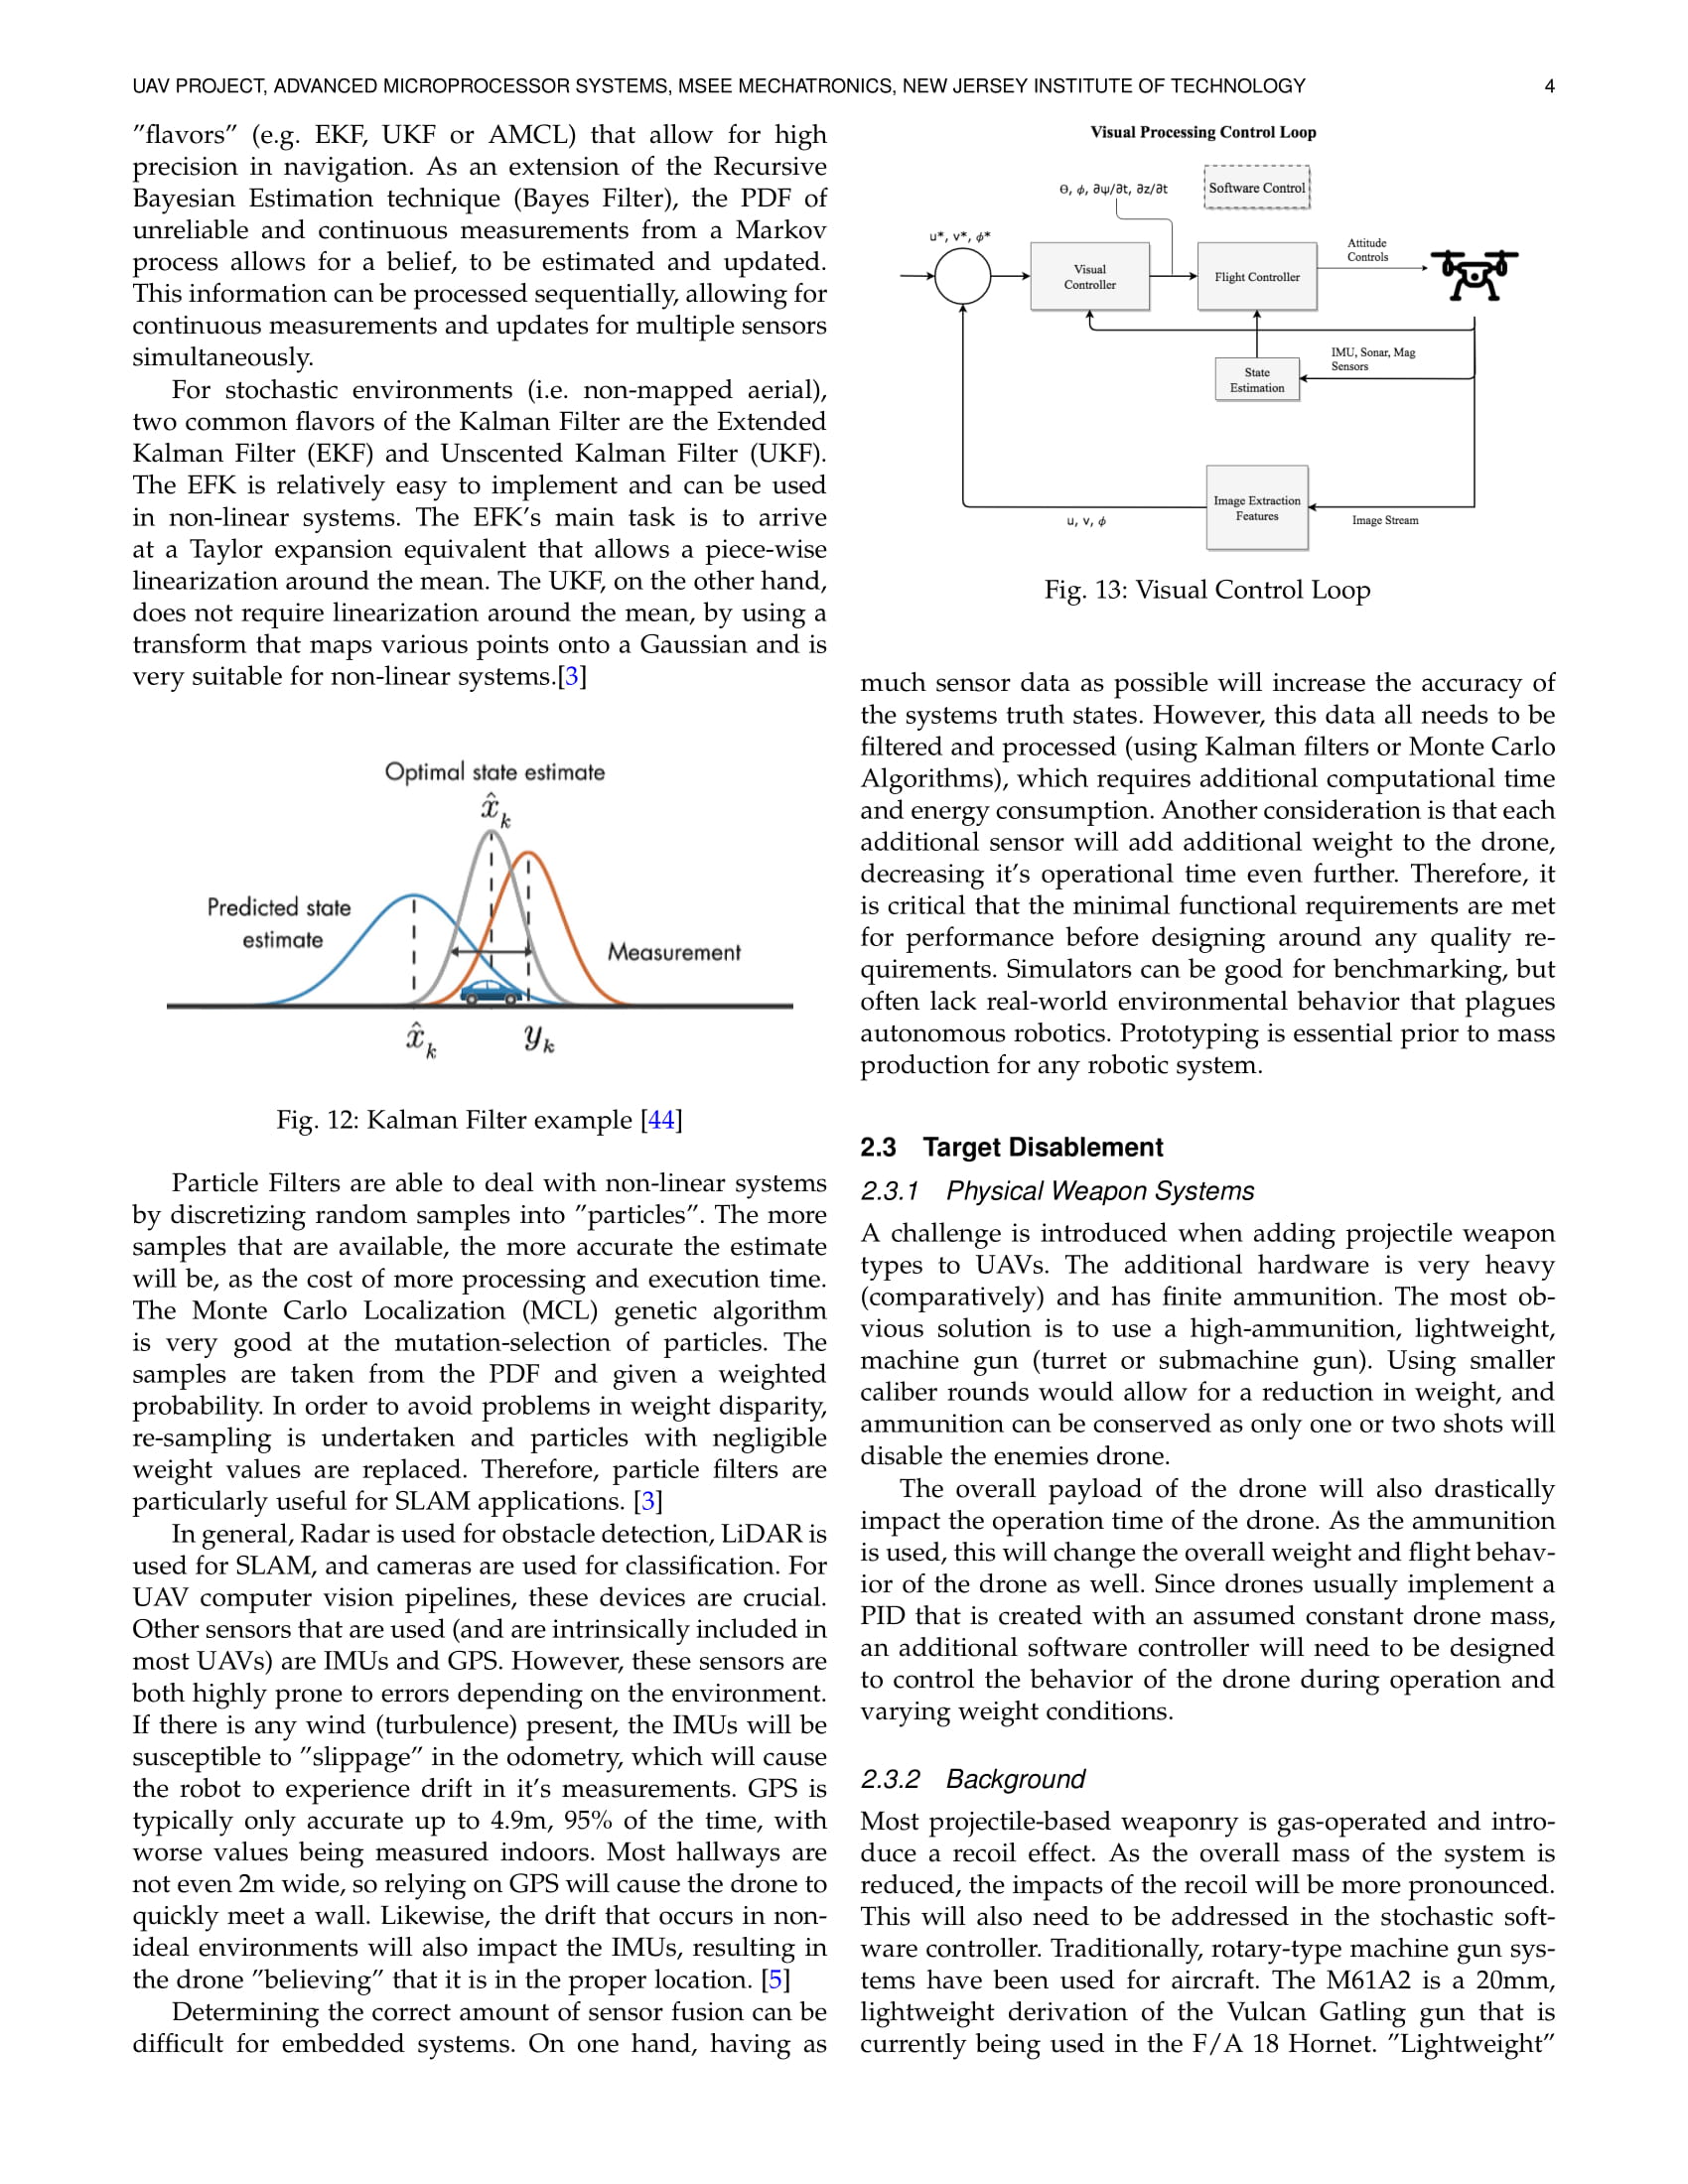 UAV PROJECT, ADVANCED MICROPROCESSOR SYSTEMS, MSEE MECHATRONICS, NEW JERSEY INSTITUTE OF TECHNOLOGY 4
”flavors” (e.g. EKF, UKF or AMCL) that allow for high
precision in navigation. As an extension of the Recursive
Bayesian Estimation technique (Bayes Filter), the PDF of
unreliable and continuous measurements from a Markov
process allows for a belief, to be estimated and updated.
This information can be processed sequentially, allowing for
continuous measurements and updates for multiple sensors
simultaneously.
For stochastic environments (i.e. non-mapped aerial),
two common flavors of the Kalman Filter are the Extended
Kalman Filter (EKF) and Unscented Kalman Filter (UKF).
The EFK is relatively easy to implement and can be used
in non-linear systems. The EFK's main task is to arrive
at a Taylor expansion equivalent that allows a piece-wise
linearization around the mean. The UKF, on the other hand,
does not require linearization around the mean, by using a
transform that maps various points onto a Gaussian and is
very suitable for non-linear systems.[3]
Optimal state estimate
x̂k
Predicted state
estimate
Measurement
x̂k
yk
Fig. 12: Kalman Filter example [44]
Particle Filters are able to deal with non-linear systems
by discretizing random samples into ”particles”. The more
samples that are available, the more accurate the estimate
will be, as the cost of more processing and execution time.
The Monte Carlo Localization (MCL) genetic algorithm
is very good at the mutation-selection of particles. The
samples are taken from the PDF and given a weighted
probability. In order to avoid problems in weight disparity,
re-sampling is undertaken and particles with negligible
weight values are replaced. Therefore, particle filters are
particularly useful for SLAM applications. [3]
In general, Radar is used for obstacle detection, LiDAR is
used for SLAM, and cameras are used for classification. For
UAV computer vision pipelines, these devices are crucial.
Other sensors that are used (and are intrinsically included in
most UAVs) are IMUs and GPS. However, these sensors are
both highly prone to errors depending on the environment.
If there is any wind (turbulence) present, the IMUs will be
susceptible to ”slippage” in the odometry, which will cause
the robot to experience drift in it's measurements. GPS is
typically only accurate up to 4.9m, 95% of the time, with
worse values being measured indoors. Most hallways are
not even 2m wide, so relying on GPS will cause the drone to
quickly meet a wall. Likewise, the drift that occurs in non-
ideal environments will also impact the IMUs, resulting in
the drone ”believing” that it is in the proper location. [5]
Determining the correct amount of sensor fusion can be
difficult for embedded systems. On one hand, having as
Visual Processing Control Loop
Θ, ϕ, ∂ψ/∂t, ∂z/∂t
Software Control
u*, v*, ϕ*
Visual
Controller
Flight Controller
Attitude
Controls
State
Estimation
IMU, Sonar, Mag
Sensors
Image Extraction
Features
u, v, ϕ
Image Stream
Fig. 13: Visual Control Loop
much sensor data as possible will increase the accuracy of
the systems truth states. However, this data all needs to be
filtered and processed (using Kalman filters or Monte Carlo
Algorithms), which requires additional computational time
and energy consumption. Another consideration is that each
additional sensor will add additional weight to the drone,
decreasing it's operational time even further. Therefore, it
is critical that the minimal functional requirements are met
for performance before designing around any quality re-
quirements. Simulators can be good for benchmarking, but
often lack real-world environmental behavior that plagues
autonomous robotics. Prototyping is essential prior to mass
production for any robotic system.
2.3 Target Disablement
2.3.1 Physical Weapon Systems
A challenge is introduced when adding projectile weapon
types to UAVs. The additional hardware is very heavy
(comparatively) and has finite ammunition. The most ob-
vious solution is to use a high-ammunition, lightweight,
machine gun (turret or submachine gun). Using smaller
caliber rounds would allow for a reduction in weight, and
ammunition can be conserved as only one or two shots will
disable the enemies drone.
The overall payload of the drone will also drastically
impact the operation time of the drone. As the ammunition
is used, this will change the overall weight and flight behav-
ior of the drone as well. Since drones usually implement a
PID that is created with an assumed constant drone mass,
an additional software controller will need to be designed
to control the behavior of the drone during operation and
varying weight conditions.
2.3.2 Background
Most projectile-based weaponry is gas-operated and intro-
duce a recoil effect. As the overall mass of the system is
reduced, the impacts of the recoil will be more pronounced.
This will also need to be addressed in the stochastic soft-
ware controller. Traditionally, rotary-type machine gun sys-
tems have been used for aircraft. The M61A2 is a 20mm,
lightweight derivation of the Vulcan Gatling gun that is
currently being used in the F/A 18 Hornet. ”Lightweight”